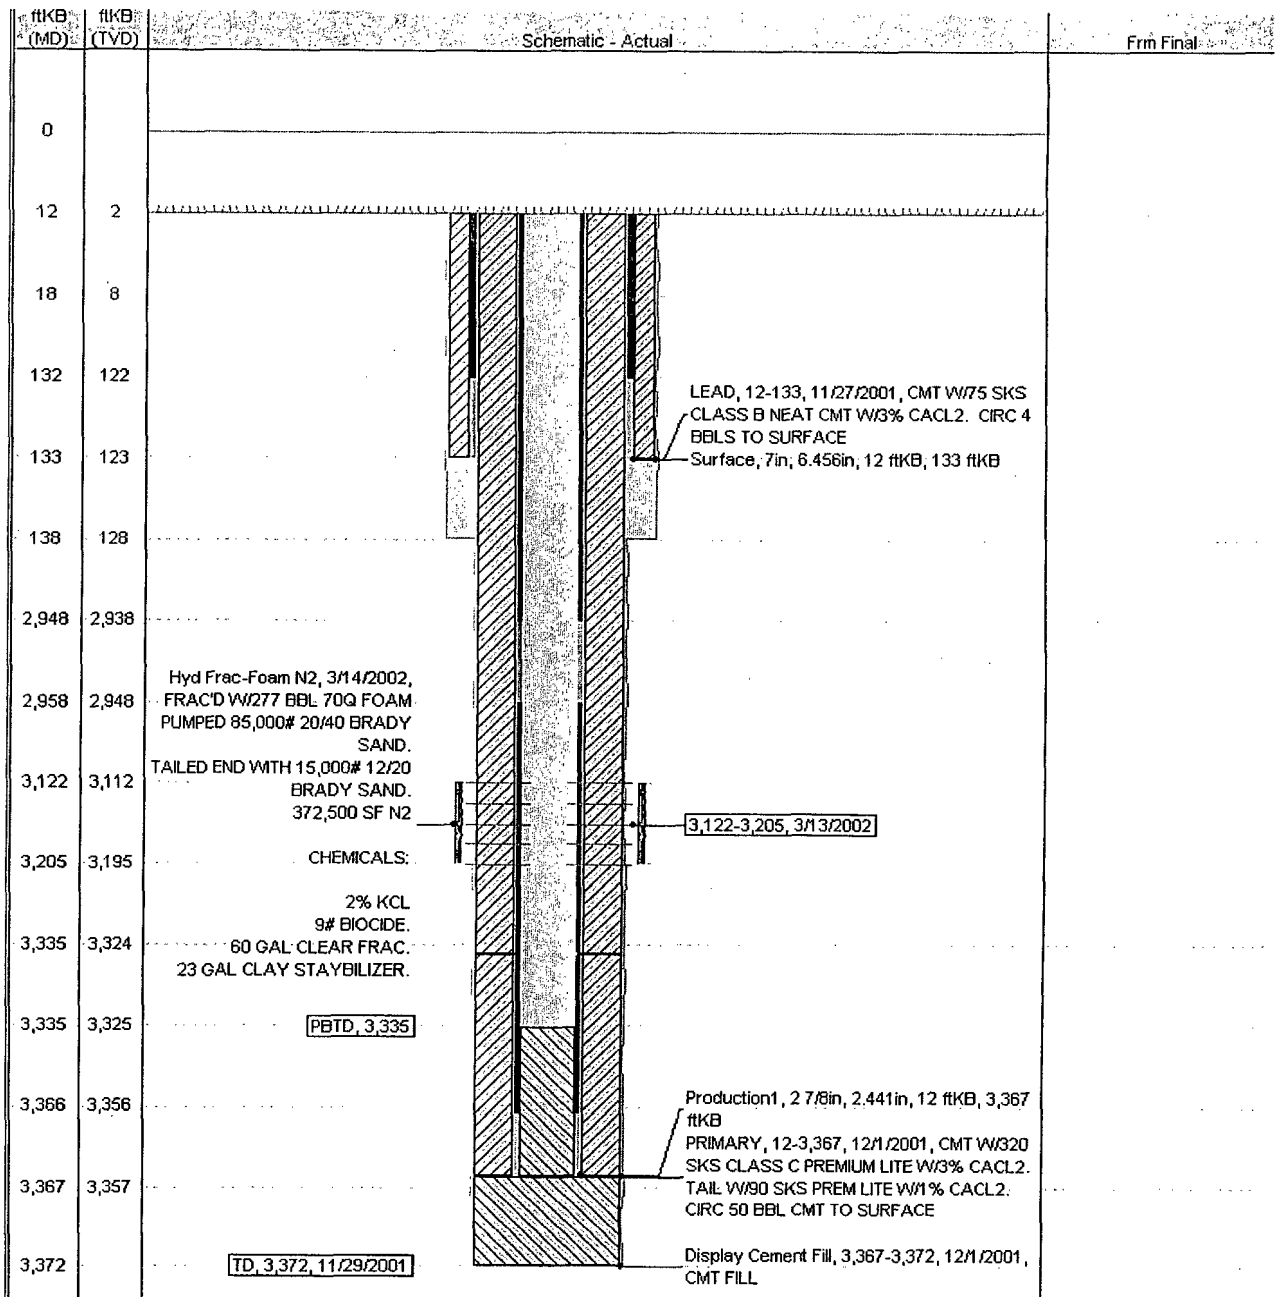 ftKB
(MD)
ftKB
(TVD)
Schematic - Actual
Frm Final
0
12 2
18 8
132 122
LEAD, 12-133, 11/27/2001, CMT W/75 SKS
CLASS B NEAT CMT W/3% CACL2. CIRC 4
BBLS TO SURFACE
133 123
Surface, 7in, 6.456in, 12 ftKB, 133 ftKB
138 128
2,948 2,938
Hyd Frac-Foam N2, 3/14/2002,
2,958 2,948
FRAC'D W/277 BBL 70Q FOAM
PUMPED 85,000# 20/40 BRADY
SAND.
TAILED END WITH 15,000# 12/20
3,122 3,112
BRADY SAND.
372,500 SF N2
3,122-3,205, 3/13/2002
3,205 3,195
CHEMICALS:
2% KCL
9# BIOCIDE.
3,335 3,324
60 GAL CLEAR FRAC.
23 GAL CLAY STAYBILIZER.
3,335 3,325
PBTD, 3,335
3,366 3,356
Production1, 2 7/8in, 2.441in, 12 ftKB, 3,367
ftKB
PRIMARY, 12-3,367, 12/1/2001, CMT W/320
SKS CLASS C PREMIUM LITE W/3% CACL2.
3,367 3,357
TAIL W/90 SKS PREM LITE W/1% CACL2.
CIRC 50 BBL CMT TO SURFACE
3,372
TD, 3,372, 11/29/2001
Display Cement Fill, 3,367-3,372, 12/1/2001,
CMT FILL